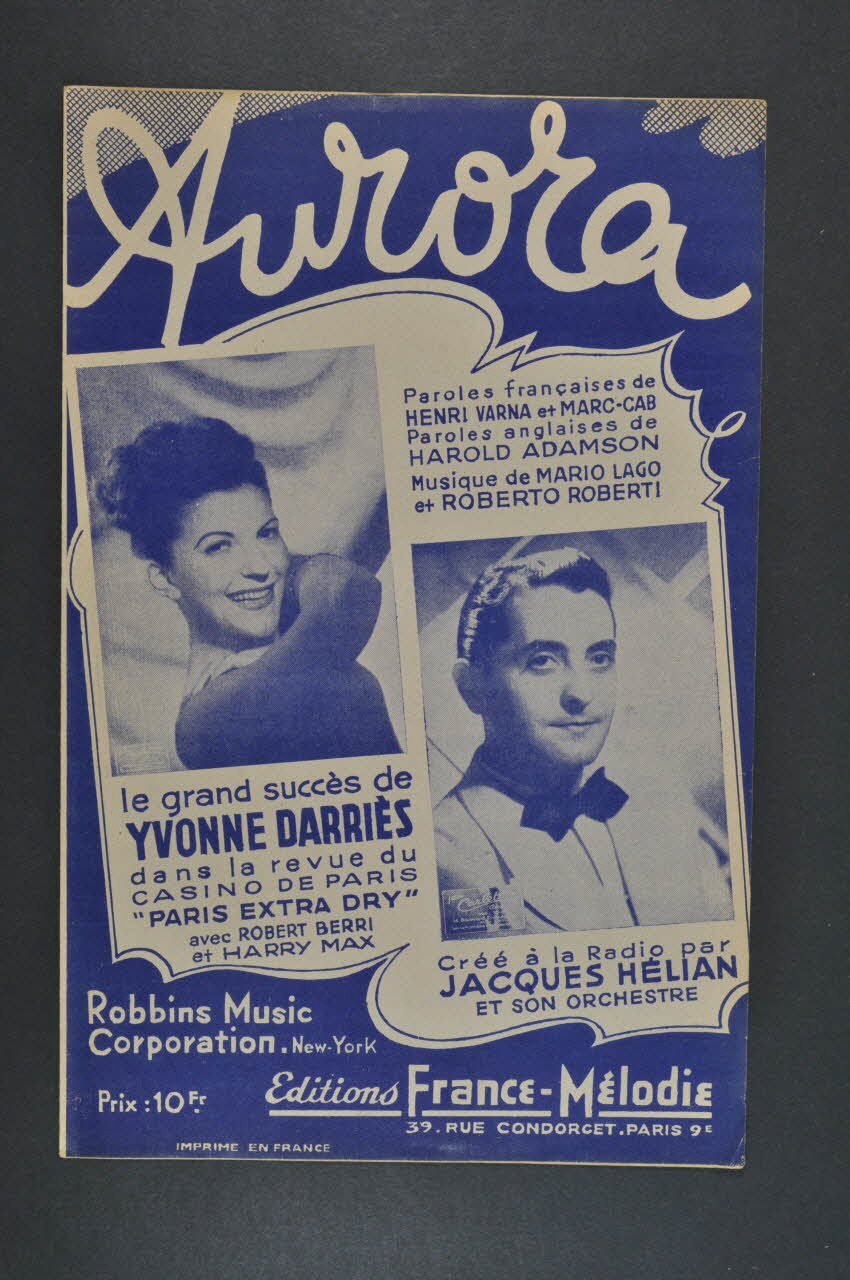 Aurora
Paroles françaises de
HENRI VARNA et MARC-CAB
Paroles anglaises de
HAROLD ADAMSON
Musique de MARIO LAGO
et ROBERTO ROBERTI
le grand succès de
YVONNE DARRIÈS
dans la revue du
CASINO DE PARIS
"PARIS EXTRA DRY"
avec ROBERT BERRI
et HARRY MAX
Créé à la Radio par
JACQUES HÉLIAN
ET SON ORCHESTRE
Robbins Music
Corporation. New-York
Prix : 10 Fr.
Editions France-Mélodie
39. RUE CONDORCET. PARIS 9E
IMPRIME EN FRANCE